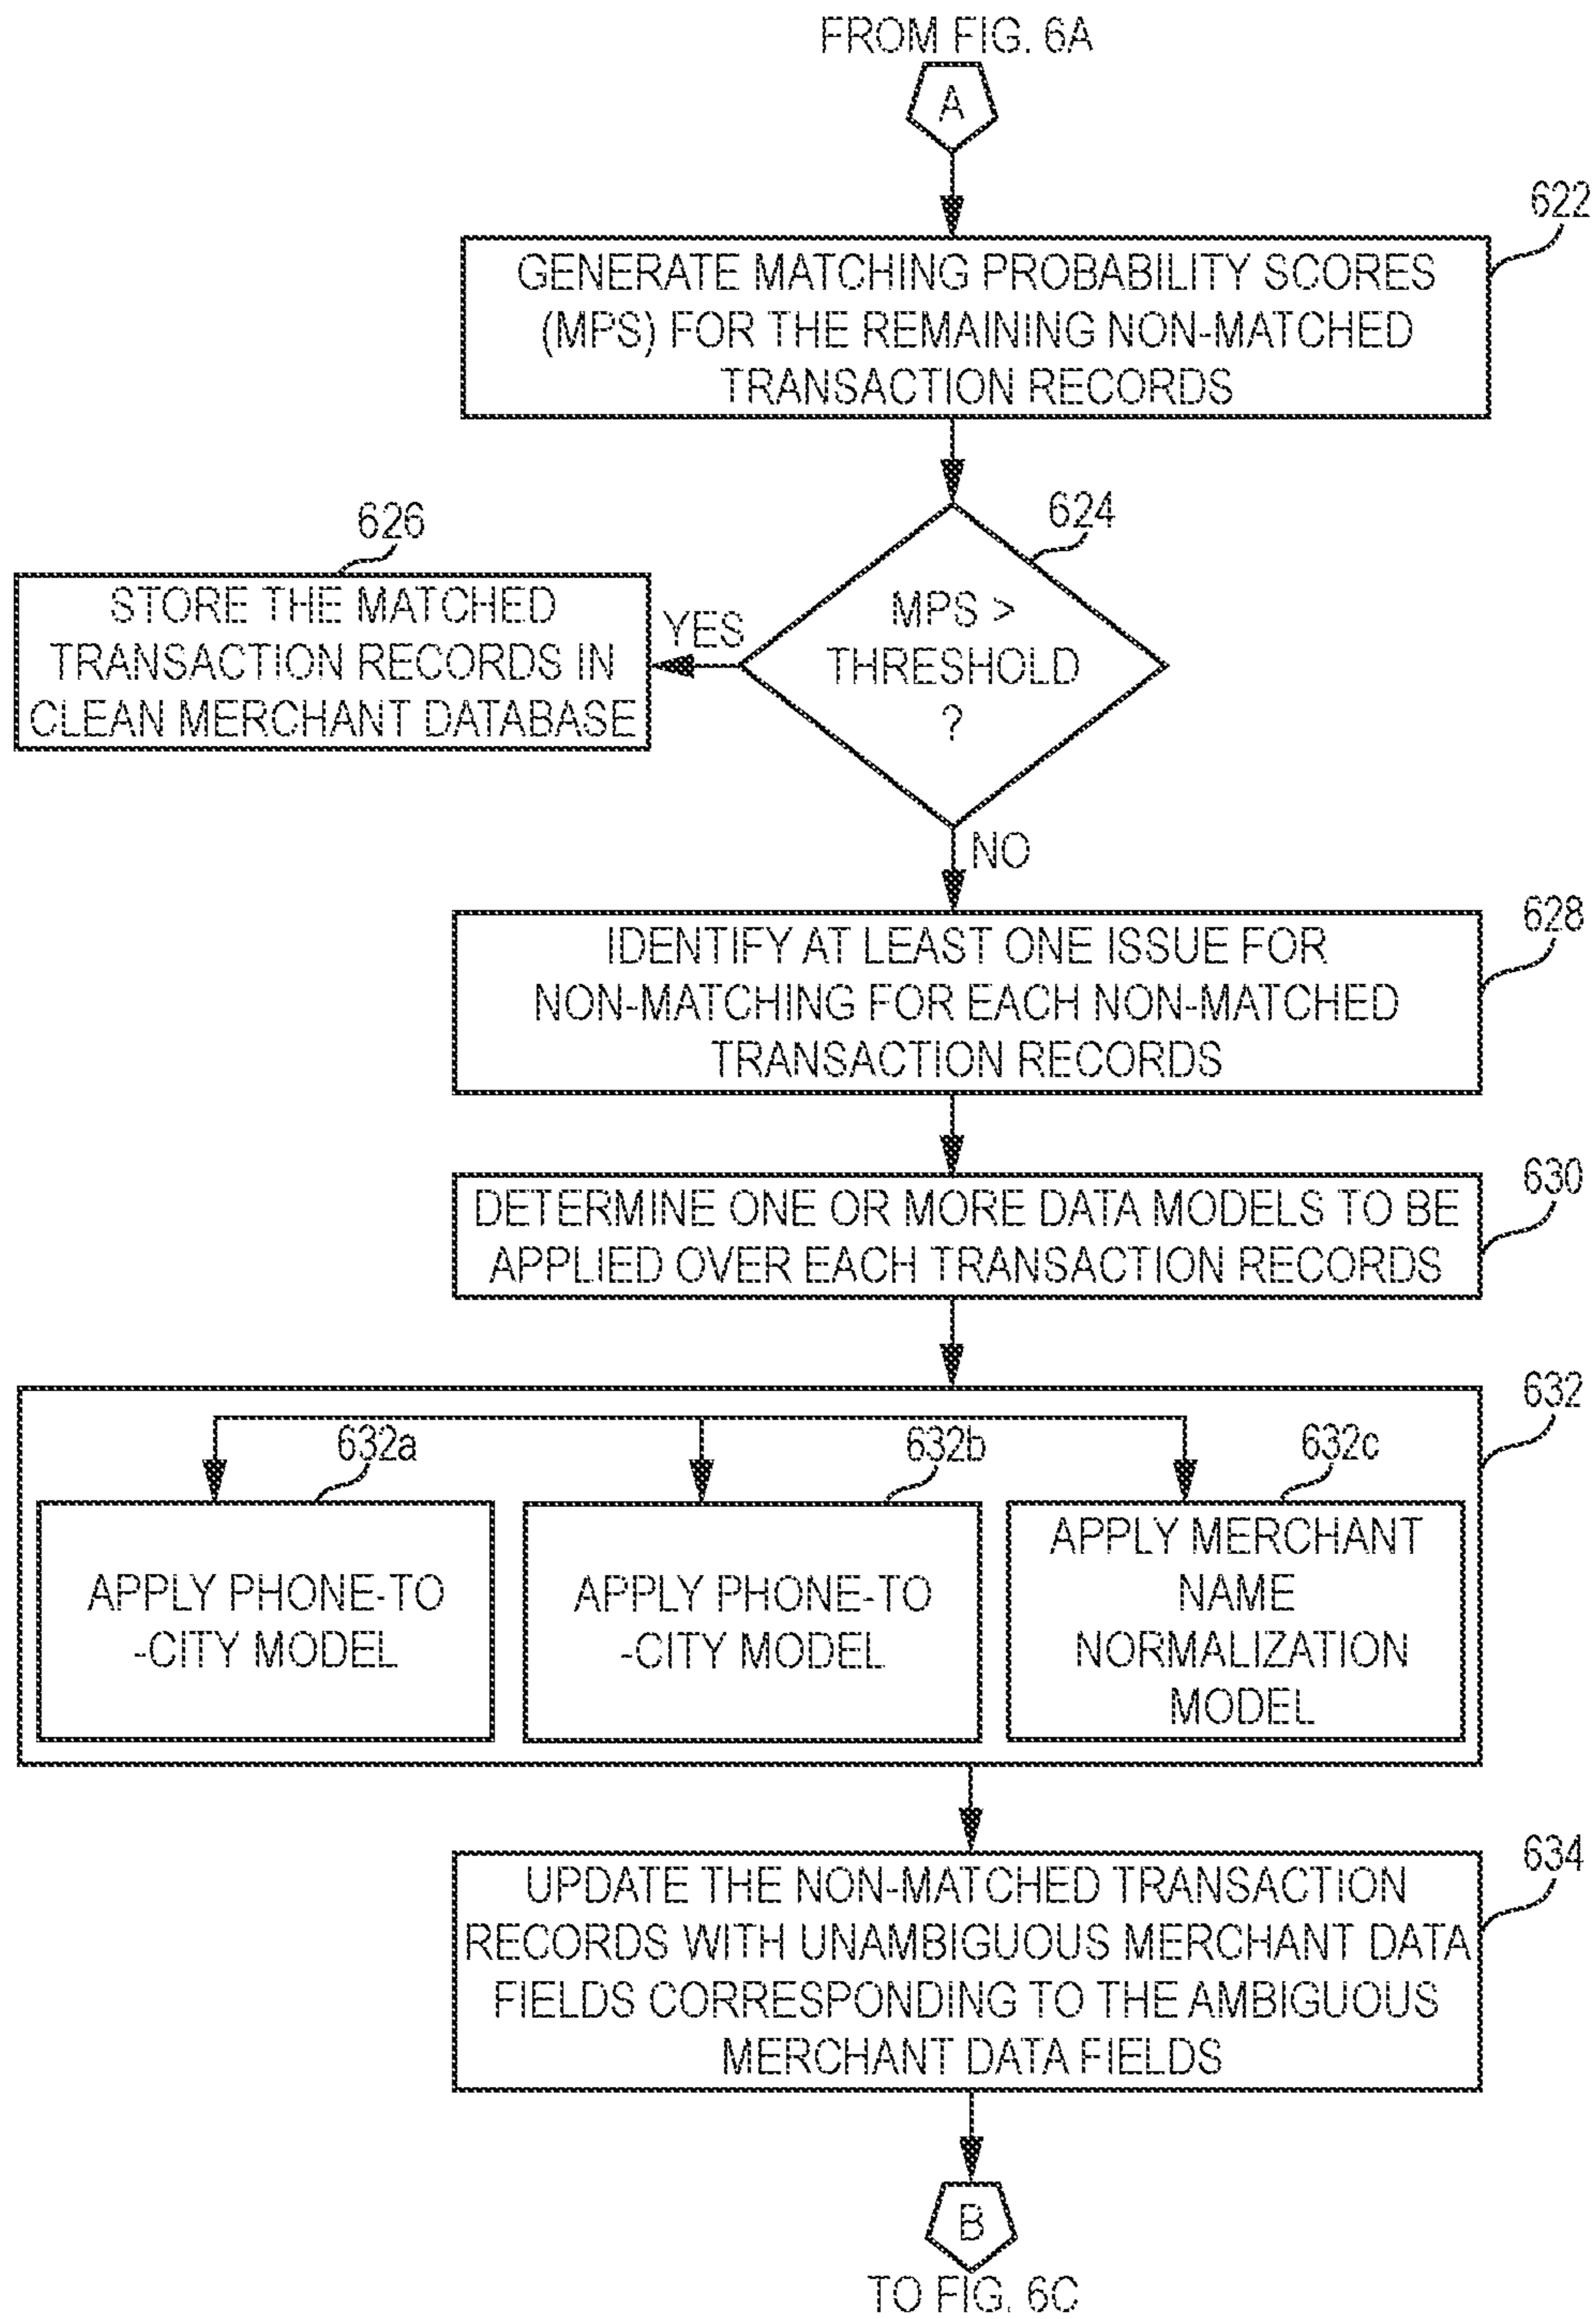 FROM FIG. 6A
A
622
GENERATE MATCHING PROBABILITY SCORES
(MPS) FOR THE REMAINING NON-MATCHED
TRANSACTION RECORDS
624
MPS >
THRESHOLD
?
YES
626
STORE THE MATCHED
TRANSACTION RECORDS IN
CLEAN MERCHANT DATABASE
NO
628
IDENTIFY AT LEAST ONE ISSUE FOR
NON-MATCHING FOR EACH NON-MATCHED
TRANSACTION RECORDS
630
DETERMINE ONE OR MORE DATA MODELS TO BE
APPLIED OVER EACH TRANSACTION RECORDS
632
632a
APPLY PHONE-TO
-CITY MODEL
632b
APPLY PHONE-TO
-CITY MODEL
632c
APPLY MERCHANT
NAME
NORMALIZATION
MODEL
634
UPDATE THE NON-MATCHED TRANSACTION
RECORDS WITH UNAMBIGUOUS MERCHANT DATA
FIELDS CORRESPONDING TO THE AMBIGUOUS
MERCHANT DATA FIELDS
B
TO FIG. 6C